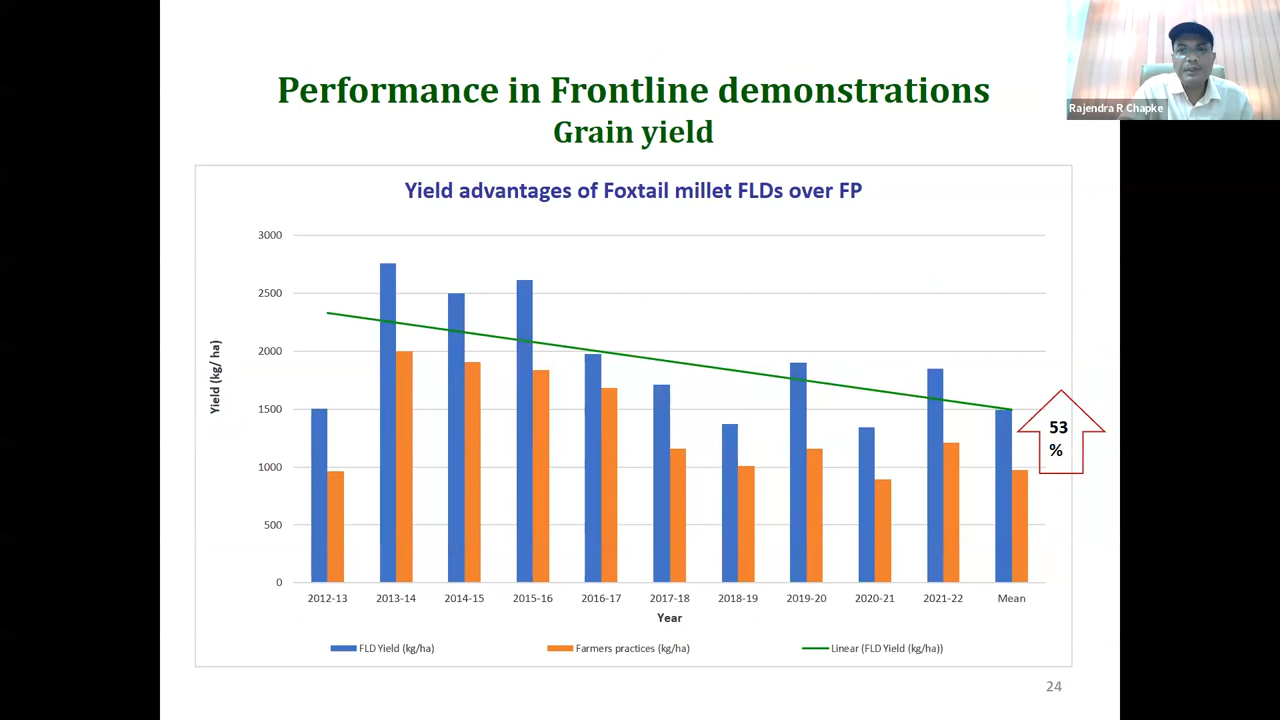 Performance in Frontline demonstrations
Grain yield
Rajendra R Chapke
Yield advantages of Foxtail millet FLDs over FP
Yield (kg/ ha)
3000
2500
2000
1500
1000
500
0
53
%
2012-13 2013-14 2014-15 2015-16 2016-17 2017-18 2018-19 2019-20 2020-21 2021-22 Mean
Year
FLD Yield (kg/ha) Farmers practices (kg/ha) Linear (FLD Yield (kg/ha))
24